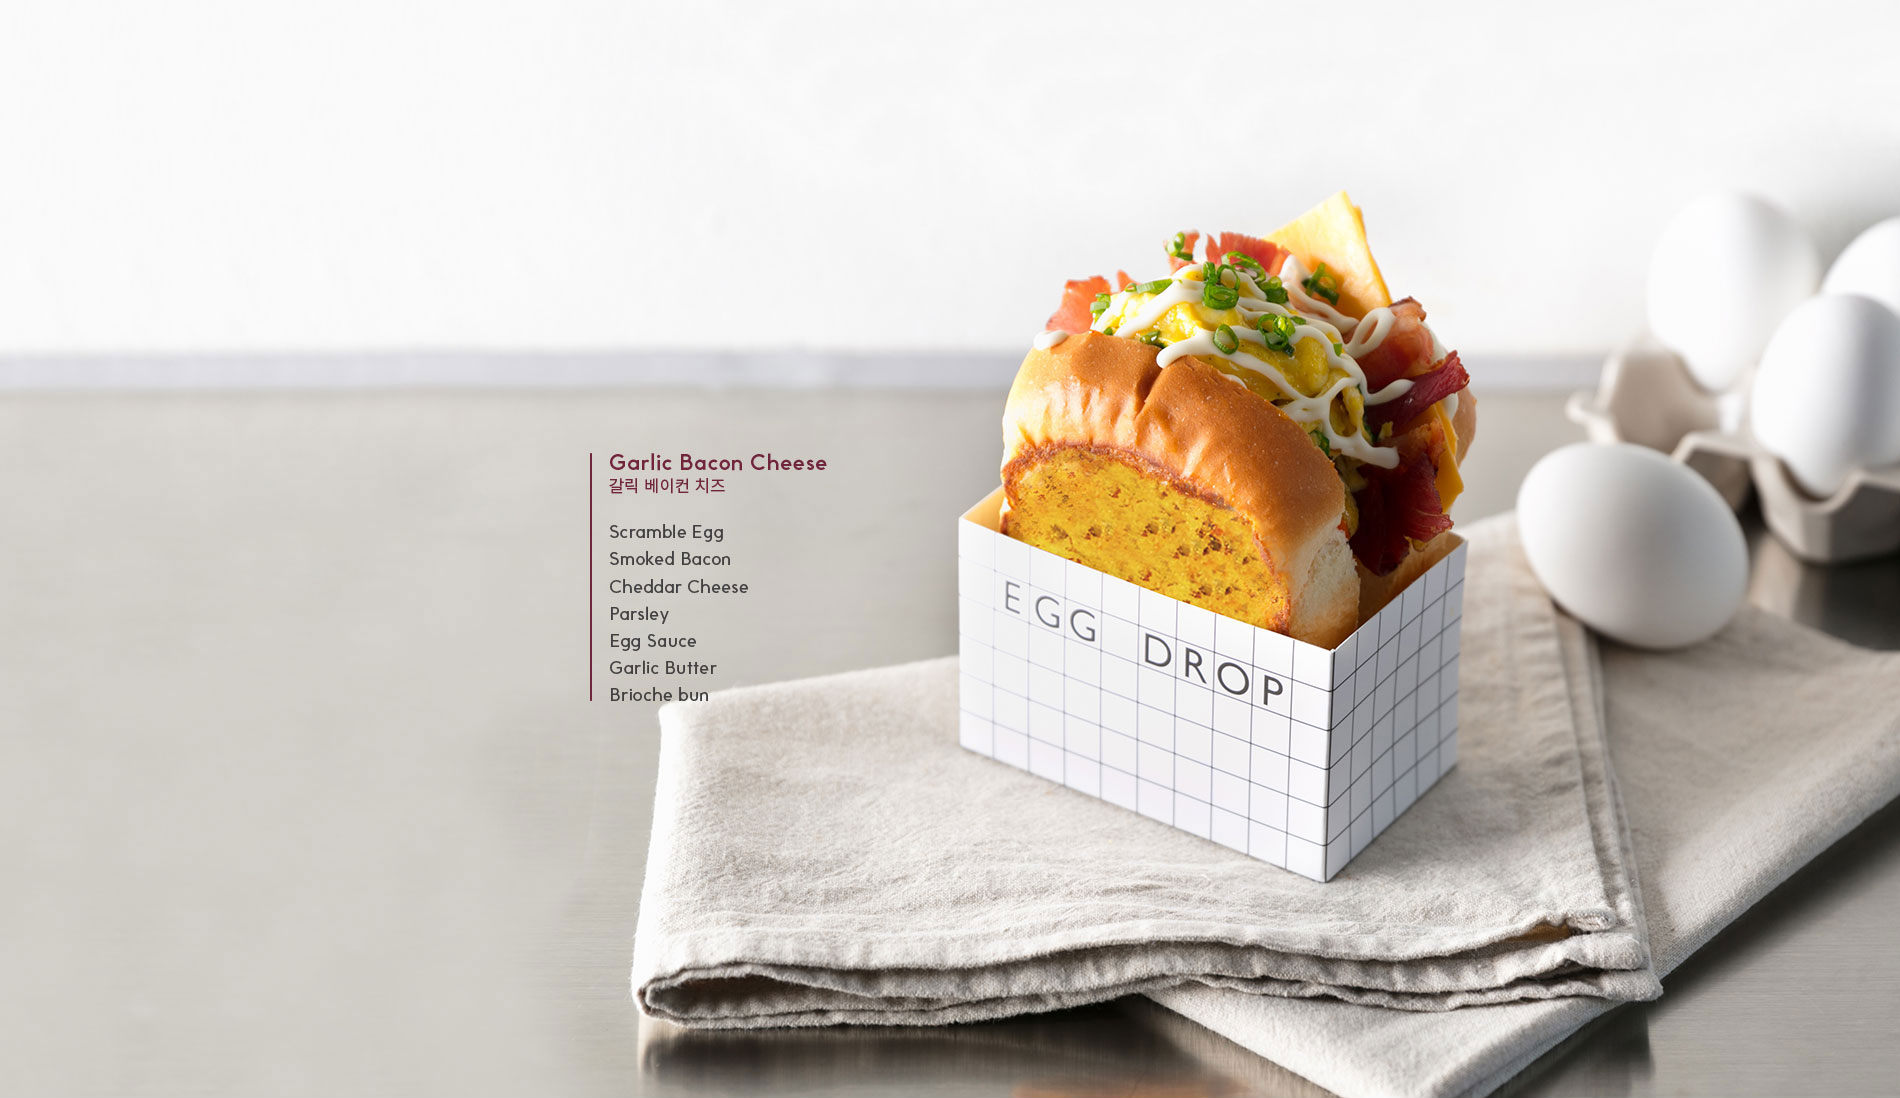 Garlic Bacon Cheese
갈릭 베이컨 치즈
Scramble Egg
Smoked Bacon
Cheddar Cheese
Parsley
Egg Sauce
Garlic Butter
Brioche bun
EGG DROP